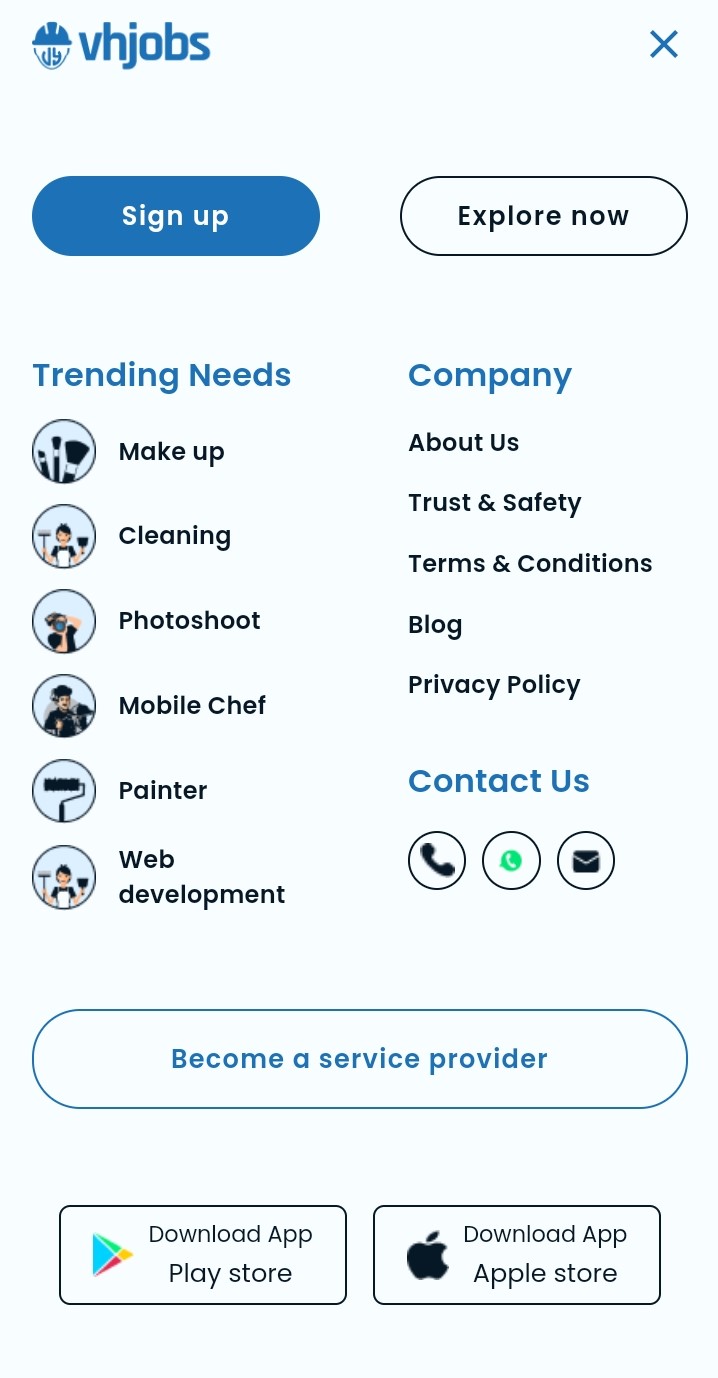 vhjobs
Sign up
Explore now
Trending Needs
Make up
Cleaning
Photoshoot
Mobile Chef
Painter
Web
development
Company
About Us
Trust & Safety
Terms & Conditions
Blog
Privacy Policy
Contact Us
Become a service provider
Download App
Play store
Download App
Apple store